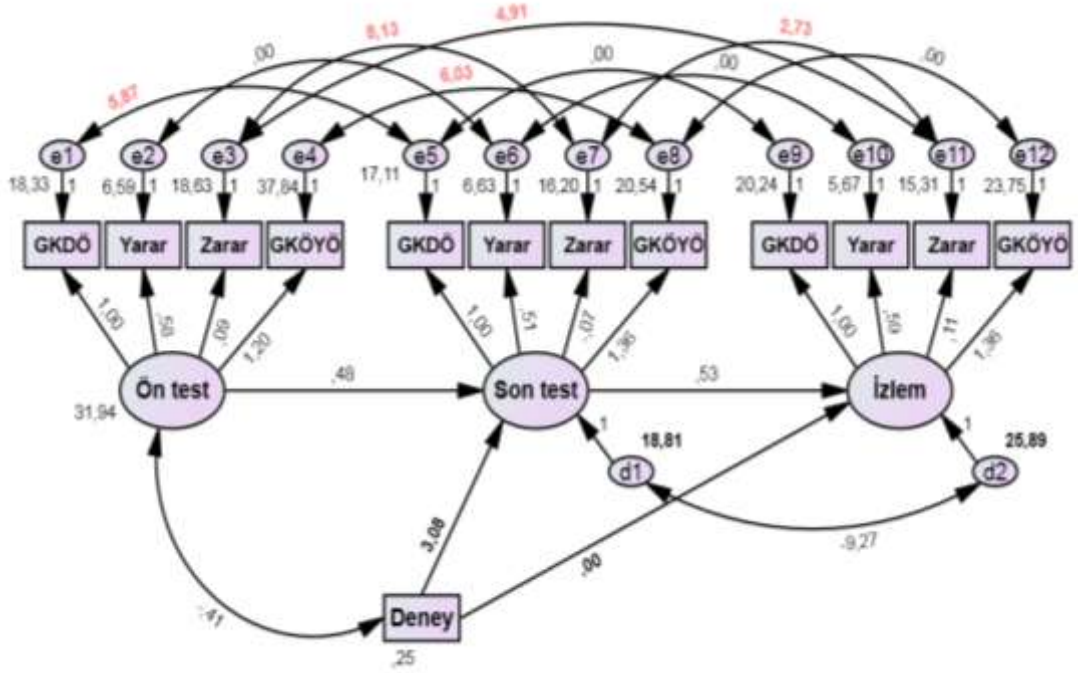 4,91
8,13 2,73
,00 ,00 ,00
5,87 6,03 ,00
e1 e2 e3 e4 e5 e6 e7 e8 e9 e10 e11 e12
18,33 1 6,59 1 18,63 1 37,84 1 17,11 1 6,63 1 16,20 1 20,54 1 20,24 1 5,67 1 15,31 1 23,75 1
GKDÖ Yarar Zarar GKÖYÖ GKDÖ Yarar Zarar GKÖYÖ GKDÖ Yarar Zarar GKÖYÖ
1,00 ,09 1,20 1,00 ,51 -,07 1,36 1,00 ,59 ,11 1,36
Ön test ,48 Son test ,53 İzlem
31,94
1 18,81 1 25,89
d1 d2
3,08 ,00 -9,27
-,41 Deney
,25